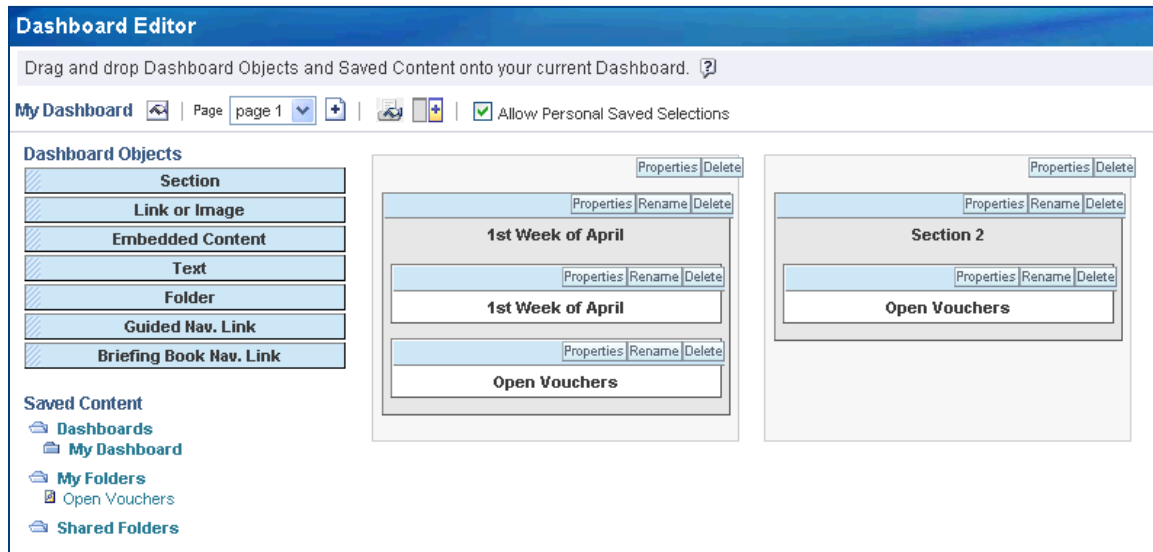 Dashboard Editor
Drag and drop Dashboard Objects and Saved Content onto your current Dashboard.
My Dashboard | Page page 1 | | Allow Personal Saved Selections
Dashboard Objects
Section
Link or Image
Embedded Content
Text
Folder
Guided Nav. Link
Briefing Book Nav. Link
Saved Content
Dashboards
My Dashboard
My Folders
Open Vouchers
Shared Folders
Properties Delete
Properties Rename Delete
1st Week of April
Properties Rename Delete
1st Week of April
Properties Rename Delete
Open Vouchers
Properties Delete
Properties Rename Delete
Section 2
Properties Rename Delete
Open Vouchers